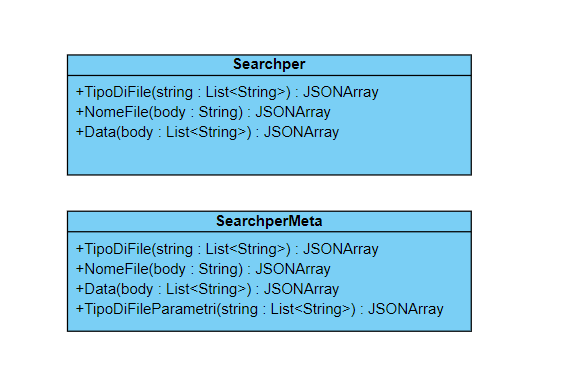 Searchper
+TipoDiFile(string : List<String>) : JSONArray
+NomeFile(body : String) : JSONArray
+Data(body : List<String>) : JSONArray
SearchperMeta
+TipoDiFile(string : List<String>) : JSONArray
+NomeFile(body : String) : JSONArray
+Data(body : List<String>) : JSONArray
+TipoDiFileParametri(string : List<String>) : JSONArray